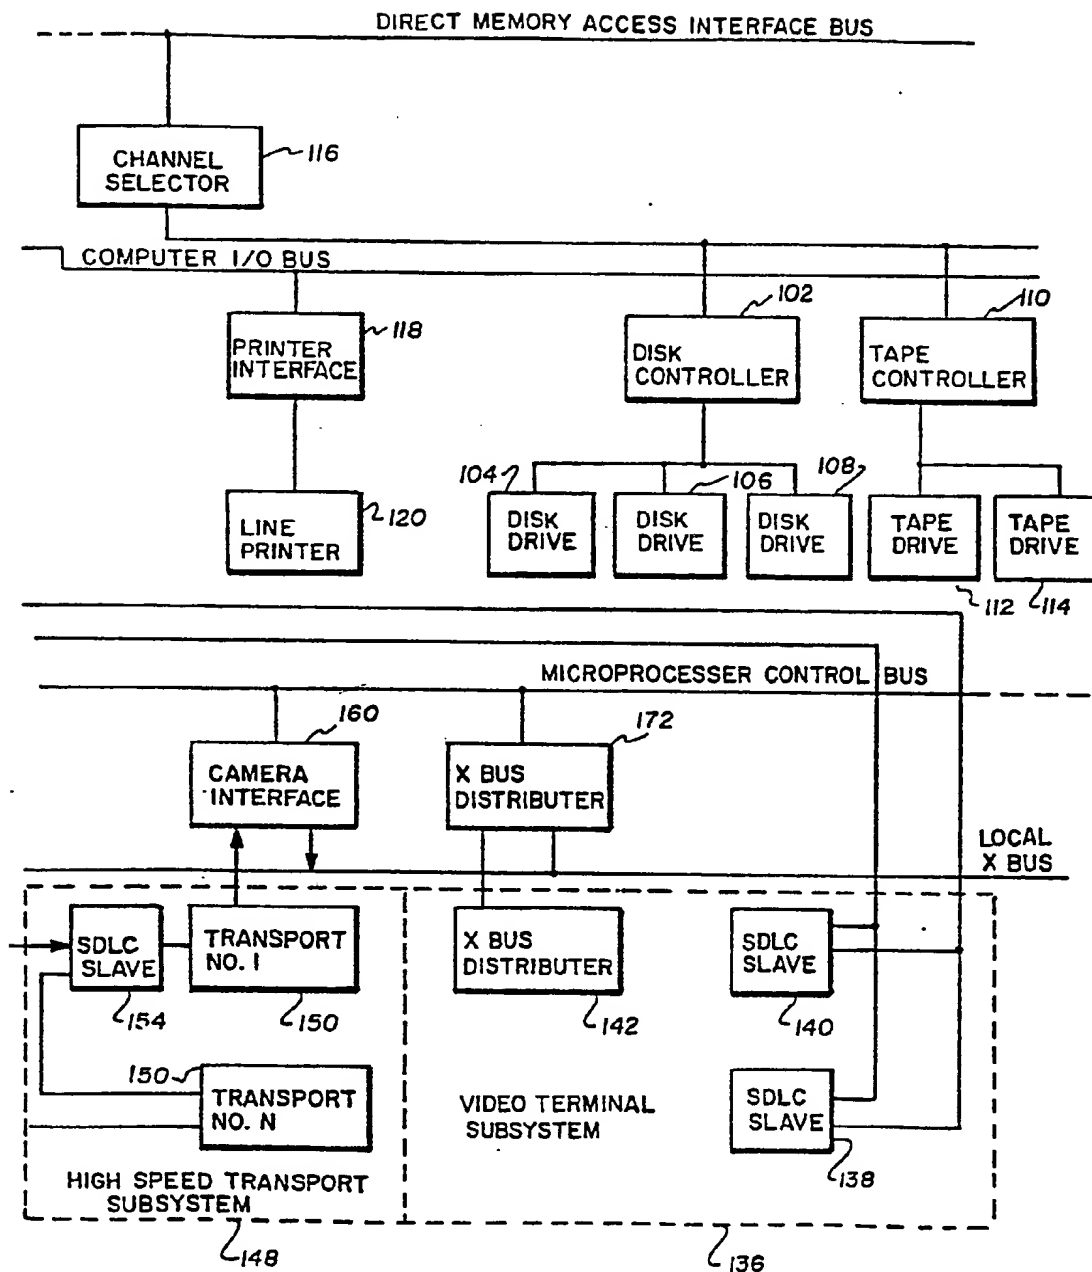 DIRECT MEMORY ACCESS INTERFACE BUS
CHANNEL
SELECTOR
116
COMPUTER I/O BUS
102
110
118
PRINTER
INTERFACE
DISK
CONTROLLER
TAPE
CONTROLLER
104
106
108
LINE
PRINTER
120
DISK
DRIVE
DISK
DRIVE
DISK
DRIVE
TAPE
DRIVE
TAPE
DRIVE
112
114
MICROPROCESSER CONTROL BUS
160
172
CAMERA
INTERFACE
X BUS
DISTRIBUTER
LOCAL
X BUS
SDLC
SLAVE
TRANSPORT
NO. 1
X BUS
DISTRIBUTER
SDLC
SLAVE
154
150
142
140
150
TRANSPORT
NO. N
VIDEO TERMINAL
SUBSYSTEM
SDLC
SLAVE
138
HIGH SPEED TRANSPORT
SUBSYSTEM
148
136